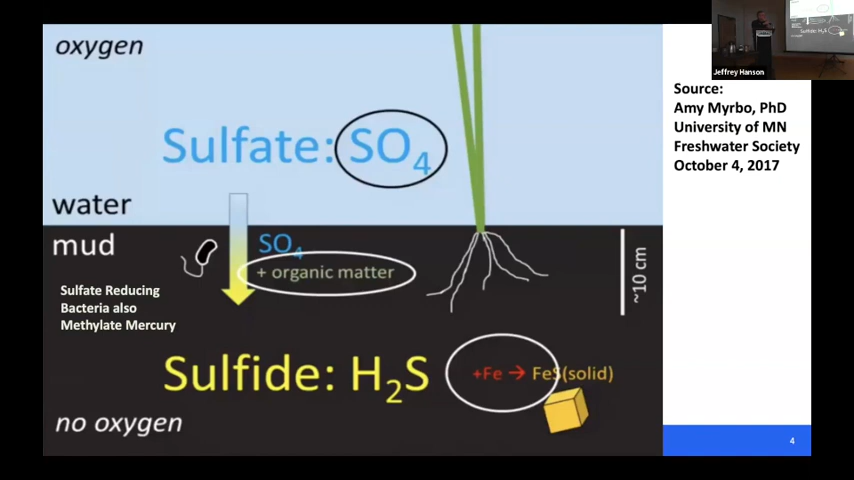 oxygen
Sulfate: SO4
water
mud
SO4
+ organic matter
Sulfate Reducing
Bacteria also
Methylate Mercury
~10 cm
Sulfide: H2S
+Fe → FeS(solid)
no oxygen
Jeffrey Hanson
Source:
Amy Myrbo, PhD
University of MN
Freshwater Society
October 4, 2017
4